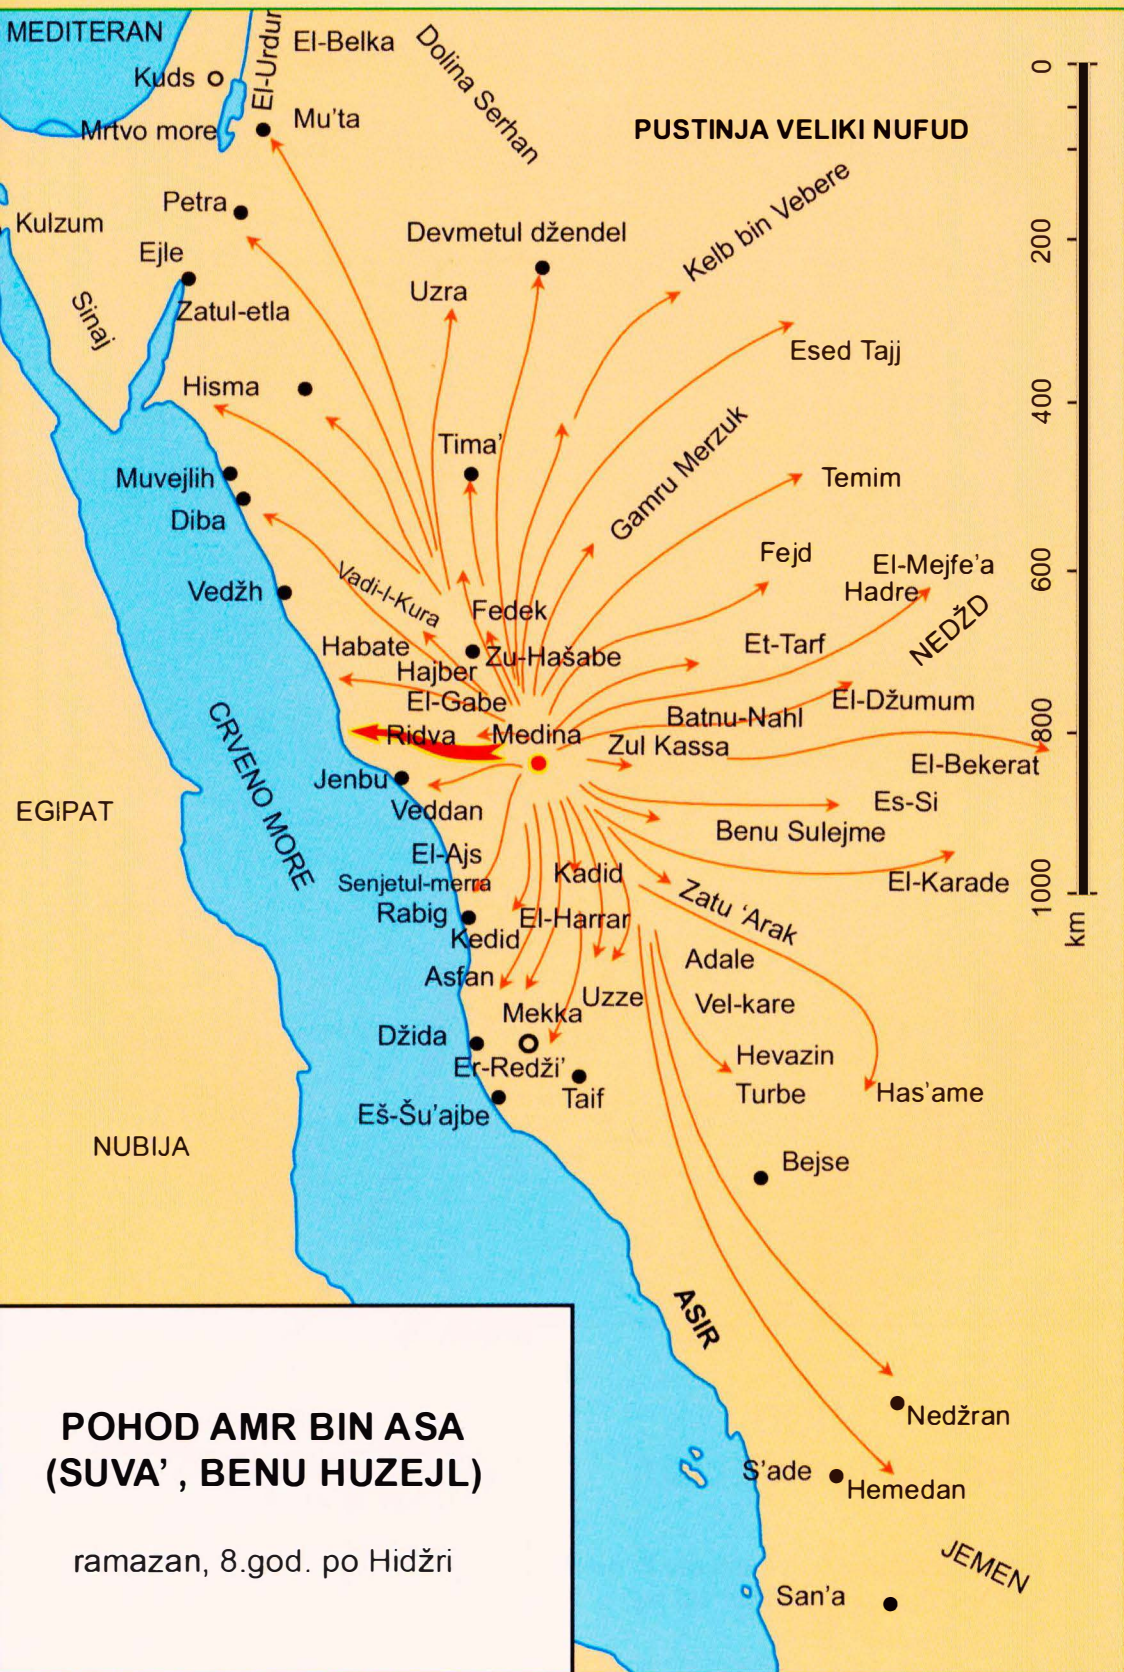 MEDITERAN
El-Urdun
El-Belka
Dolina Serhan
Kuds
Mrtvo more
Mu’ta
PUSTINJA VELIKI NUFUD
0
200
400
600
800
1000
km
Petra
Kulzum
Ejle
Sinaj
Zatul-etla
Devmetul džendel
Kelb bin Vebere
Uzra
Esed Tajj
Hisma
Tima’
Gamru Merzuk
Temim
Muvejlih
Diba
Fejd
El-Mejfe’a
Hadre
NEDŽD
Vedžh
Vadi-l-Kura
Fedek
Habate
Zu-Hašabe
Et-Tarf
Hajber
El-Gabe
El-Džumum
Batnu-Nahl
CRVENO MORE
Ridva
Medina
Zul Kassa
El-Bekerat
Jenbu
Veddan
Es-Si
Benu Sulejme
EGIPAT
El-Ajs
Kadid
Senjetul-merra
El-Karade
Zatu ‘Arak
Rabig
El-Harrar
Kedid
Adale
Asfan
Uzze
Vel-kare
Mekka
Džida
Hevazin
Er-Redži’
Taif
Turbe
Has’ame
Eš-Šu’ajbe
NUBIJA
Bejse
ASIR
Nedžran
S’ade
Hemedan
JEMEN
San’a
POHOD AMR BIN ASA
(SUVA’ , BENU HUZEJL)
ramazan, 8.god. po Hidžri